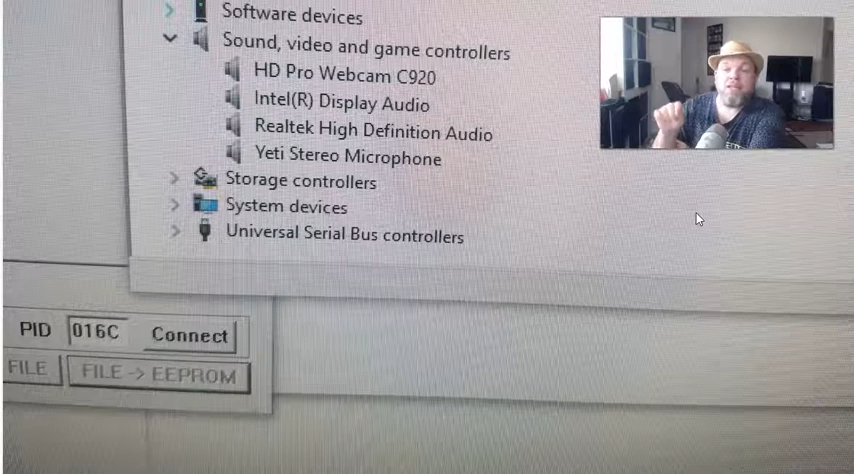 Software devices
Sound, video and game controllers
HD Pro Webcam C920
Intel(R) Display Audio
Realtek High Definition Audio
Yeti Stereo Microphone
Storage controllers
System devices
Universal Serial Bus controllers
PID 016C Connect
FILE FILE -> EEPROM